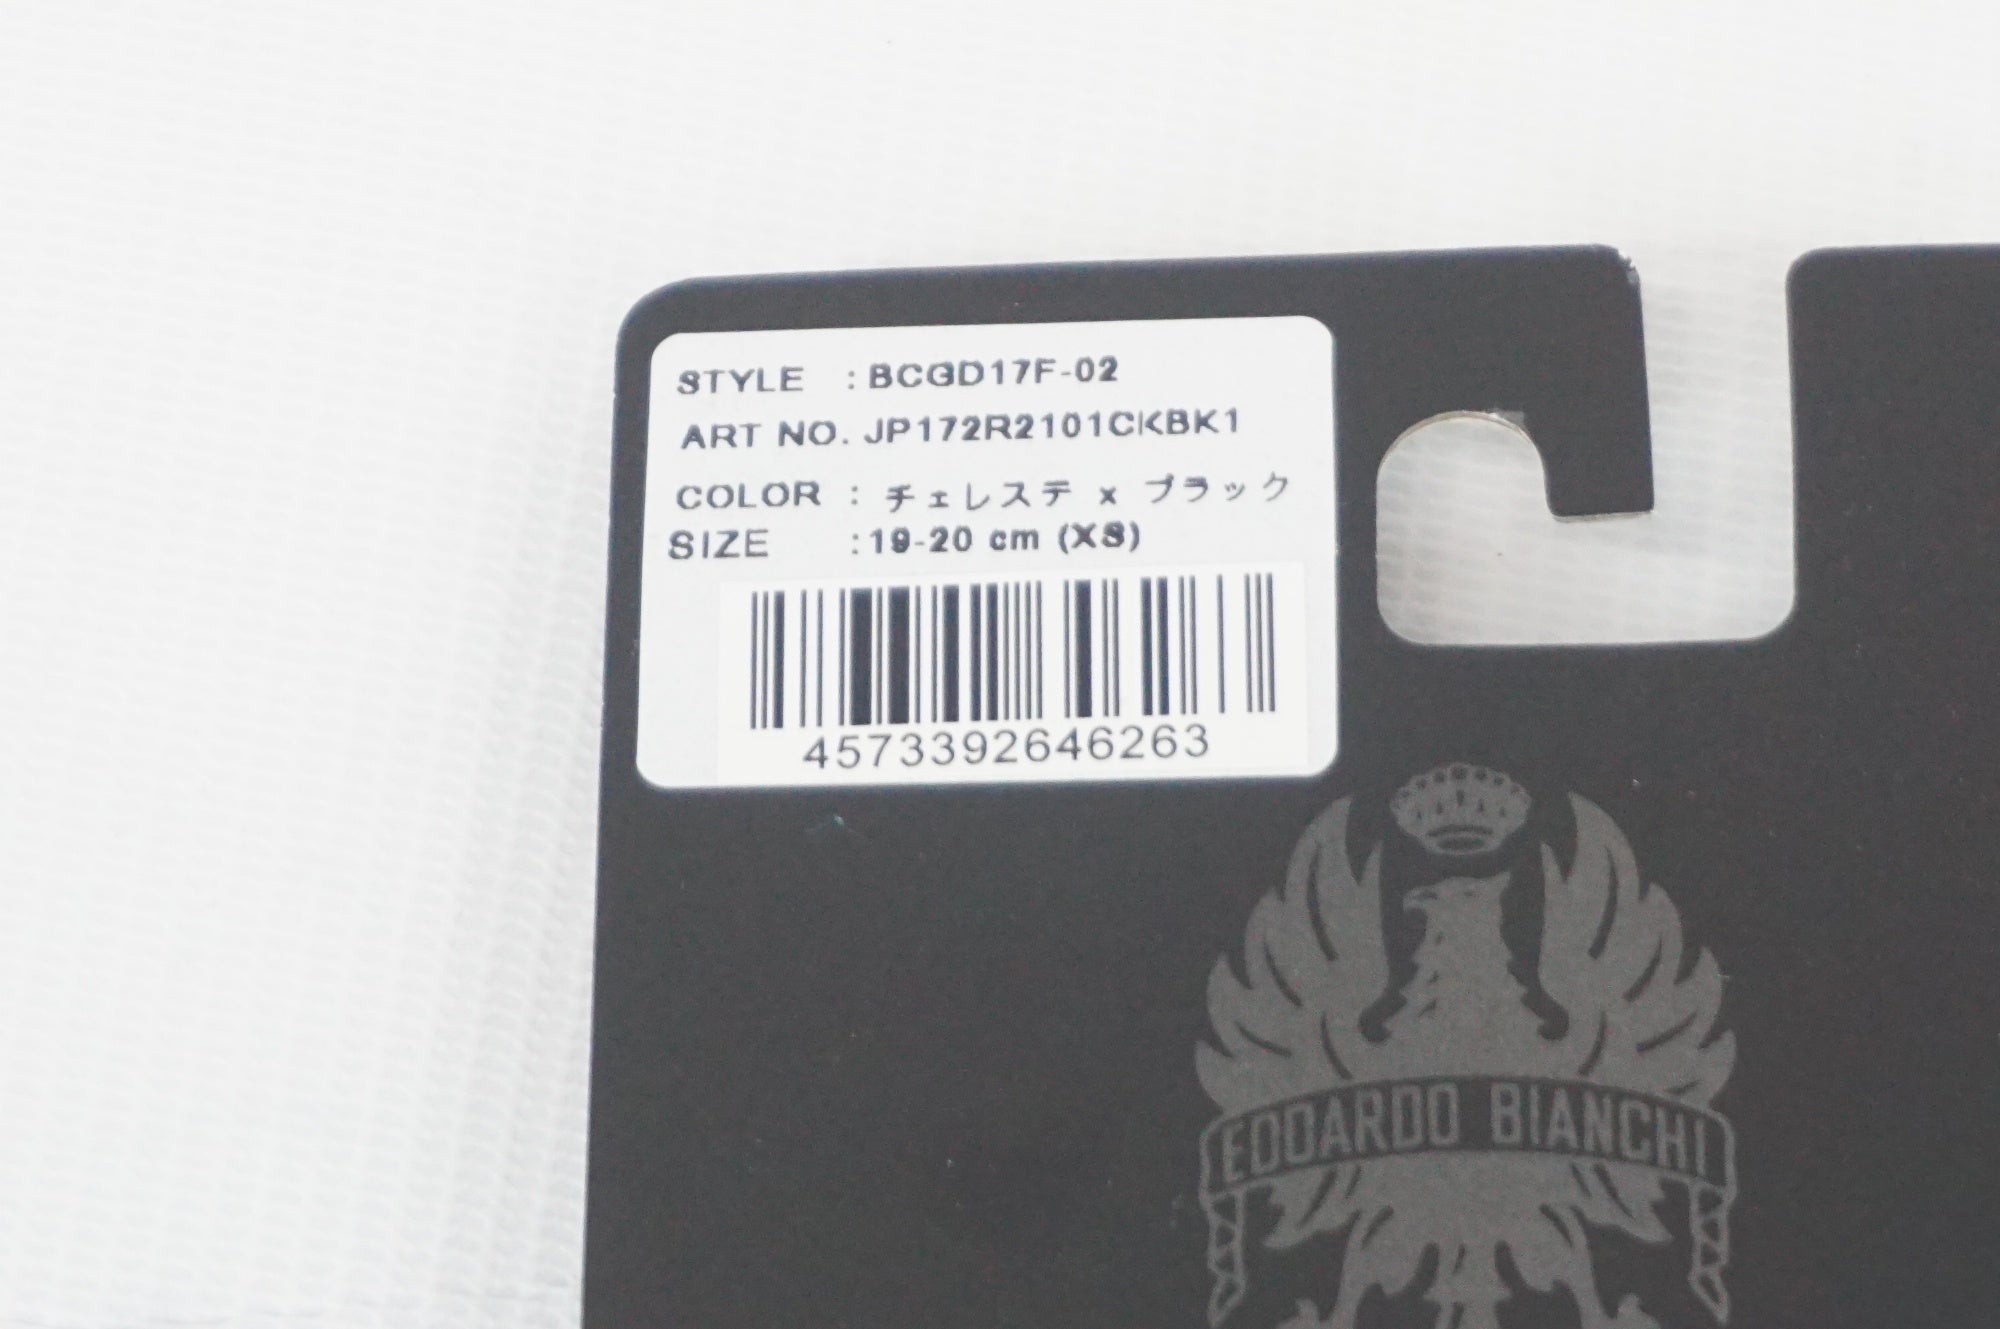 STYLE : BCGD17F-02
ART NO. JP172R2101CKBK1
COLOR : チェレステ x ブラック
SIZE : 19-20 cm (XS)
4573392646263
EDOARDO BIANCHI